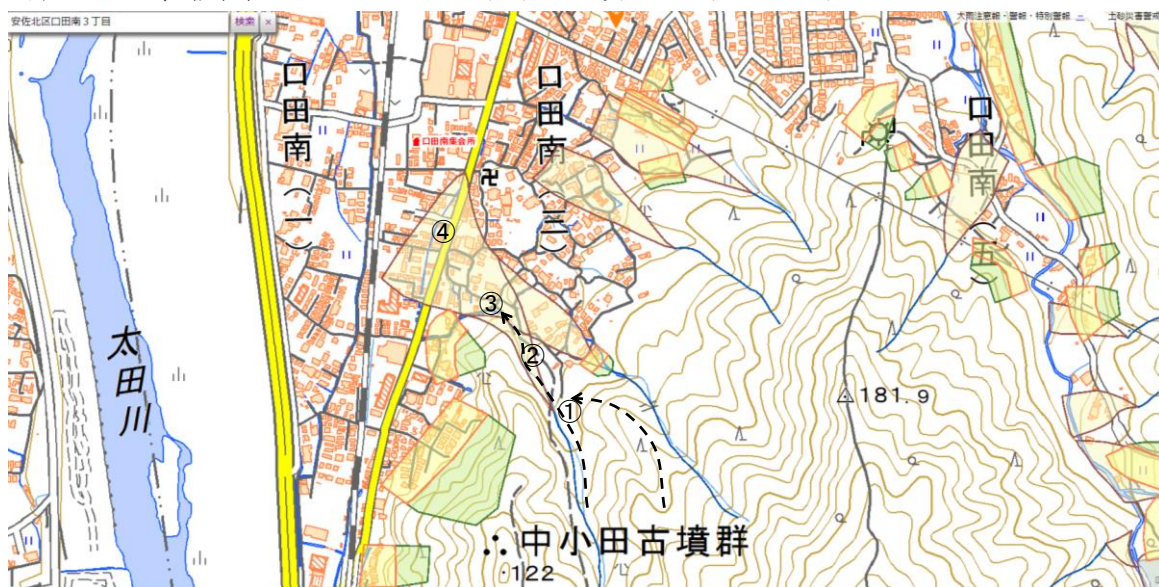 安佐北区口田南3丁目
検索
×
大雨注意報・警報・特別警報
土砂災害警戒
口田南(一)
口田南(三)
口田南(五)
口田南集会所
卍
④
③
②
①
太田川
181.9
中小田古墳群
122